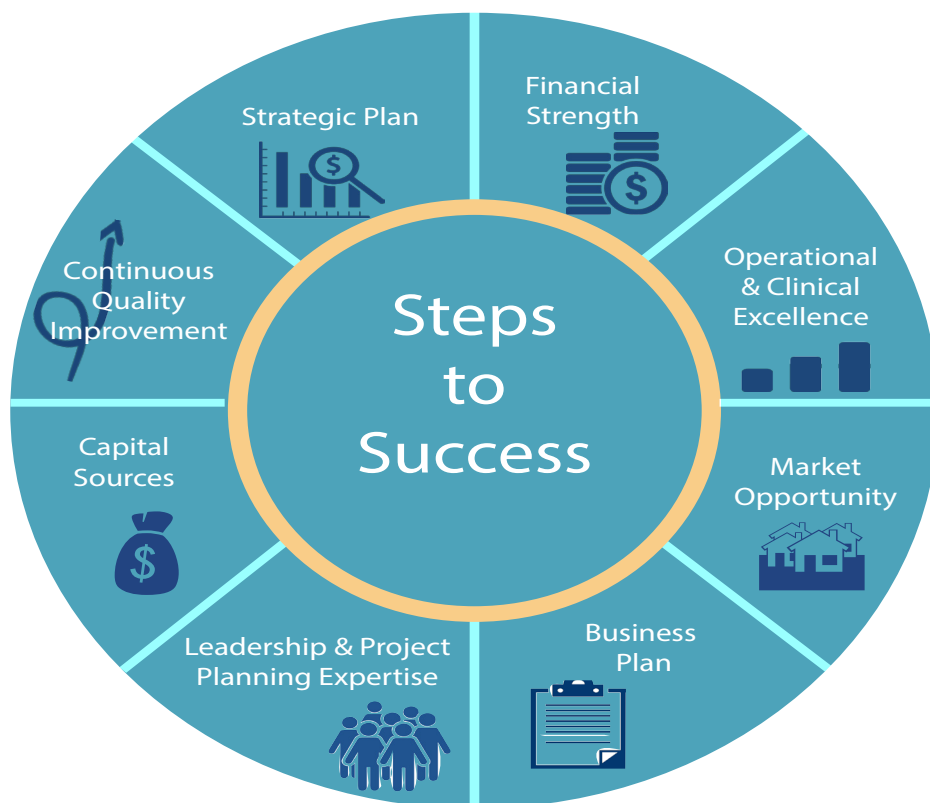 Steps
to
Success
Strategic Plan
Financial
Strength
Operational
& Clinical
Excellence
Market
Opportunity
Business
Plan
Leadership & Project
Planning Expertise
Capital
Sources
Continuous
Quality
Improvement
$
$
$